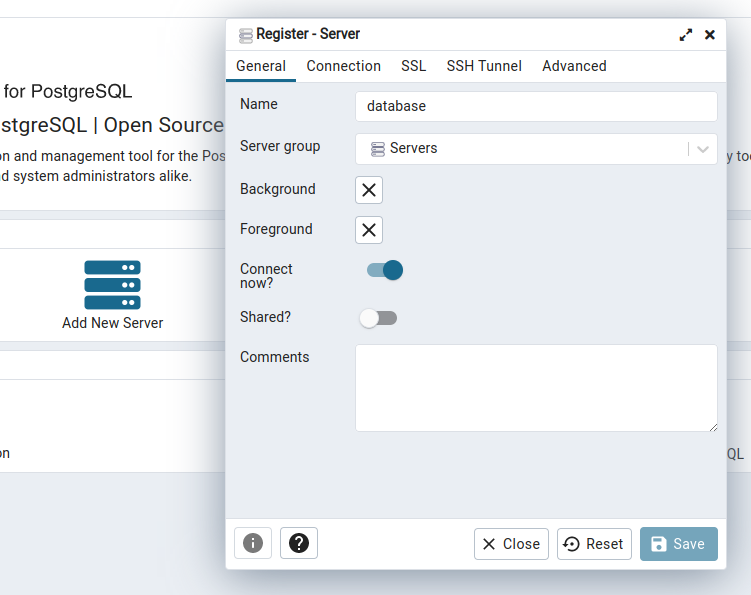 Register - Server
General Connection SSL SSH Tunnel Advanced
for PostgreSQL
stgreSQL | Open Source
on and management tool for the Pos
y too
d system administrators alike.
Add New Server
on
QL
Name database
Server group Servers
Background
Foreground
Connect
now?
Shared?
Comments
i ? Close Reset Save